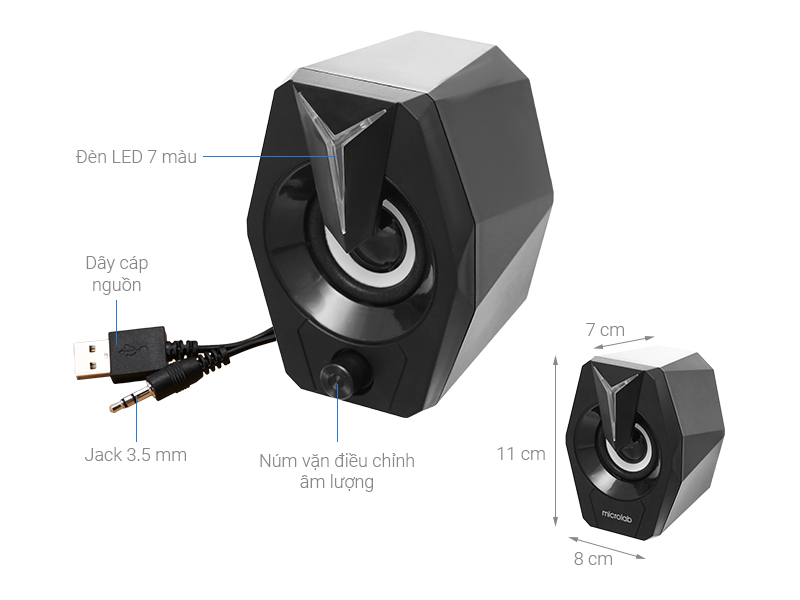 Đèn LED 7 màu
Dây cáp
nguồn
Jack 3.5 mm
Núm vặn điều chỉnh
âm lượng
7 cm
11 cm
microlab
8 cm